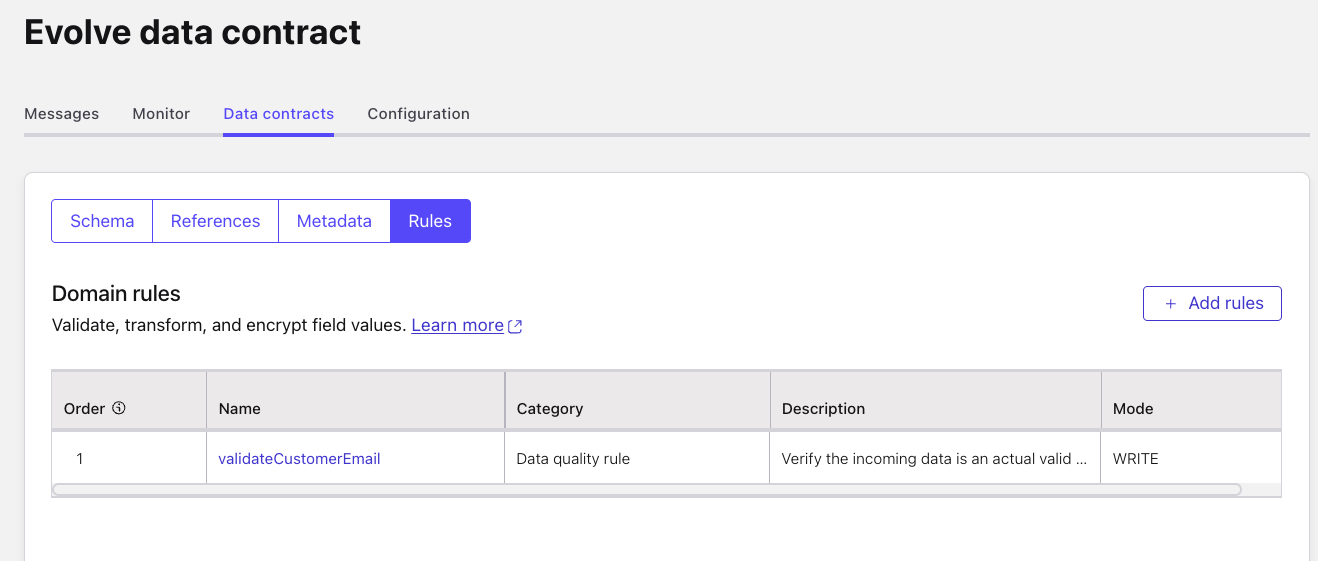 Evolve data contract
Messages Monitor Data contracts Configuration
Schema References Metadata Rules
Domain rules
+ Add rules
Validate, transform, and encrypt field values. Learn more
Order Name Category Description Mode
1 validateCustomerEmail Data quality rule Verify the incoming data is an actual valid ... WRITE